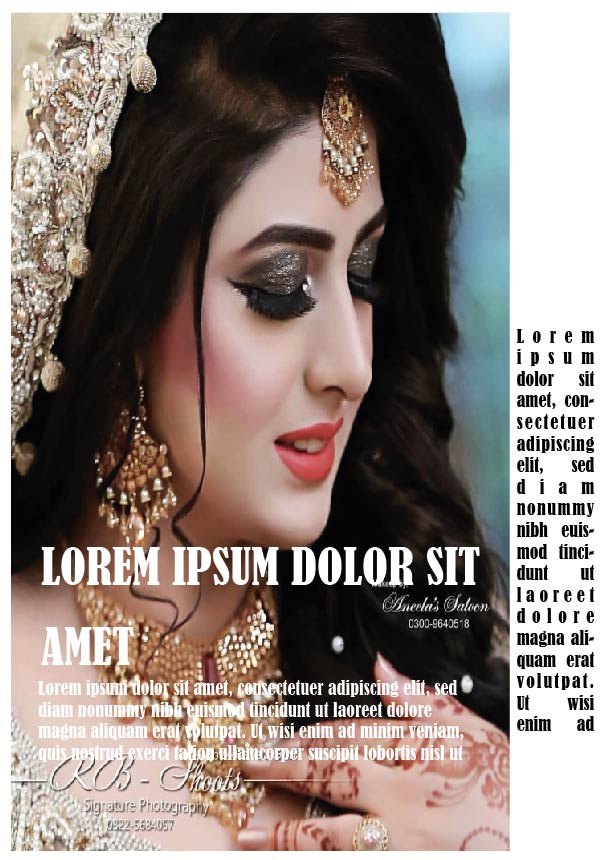 LOREM IPSUM DOLOR SIT
AMET
Lorem ipsum dolor sit amet, consectetuer adipiscing elit, sed
diam nonummy nibh euismod tincidunt ut laoreet dolore
magna aliquam erat volutpat. Ut wisi enim ad minim veniam,
quis nostrud exerci tation ullamcorper suscipit lobortis nisl ut
Makeup by
Aneela's Saloon
0300-9640518
RB - Shoots
Signature Photography
0322-5684057
Lorem
ipsum
dolor sit
amet, con-
sectetuer
adipiscing
elit, sed
diam
nonummy
nibh euis-
mod tinci-
dunt ut
laoreet
dolore
magna ali-
quam erat
volutpat.
Ut wisi
enim ad